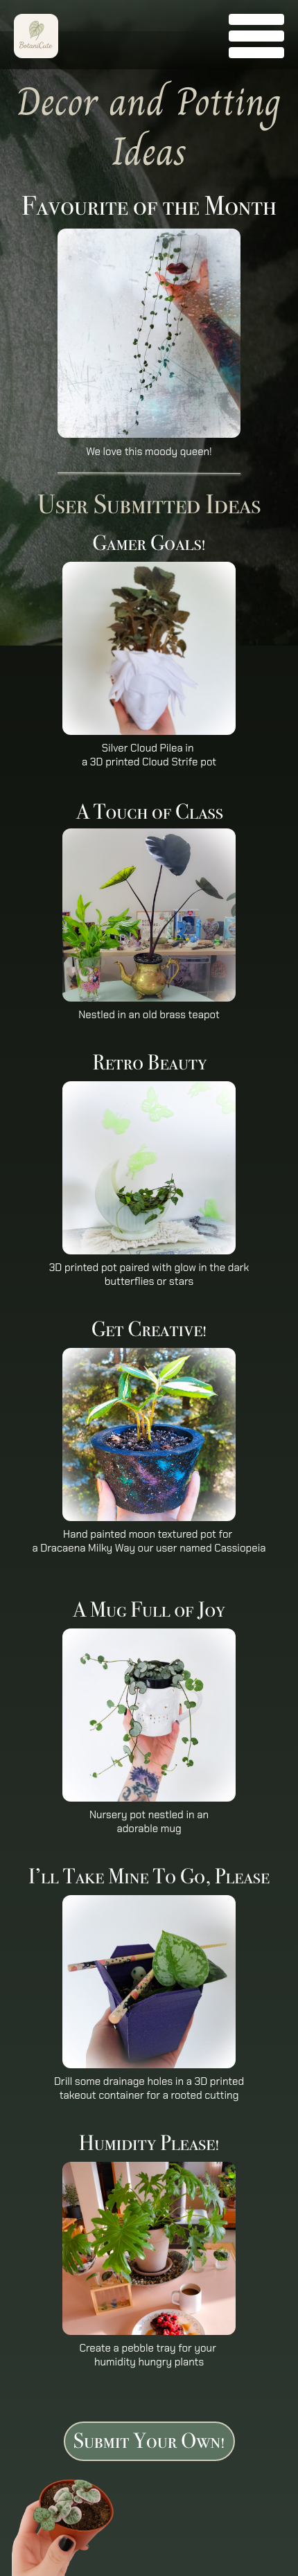 BotaniCute
Decor and Potting
Ideas
Favourite of the Month
We love this moody queen!
User Submitted Ideas
Gamer Goals!
Silver Cloud Pilea in
a 3D printed Cloud Strife pot
A Touch of Class
Nestled in an old brass teapot
Retro Beauty
3D printed pot paired with glow in the dark
butterflies or stars
Get Creative!
Hand painted moon textured pot for
a Dracaena Milky Way our user named Cassiopeia
A Mug Full of Joy
Nursery pot nestled in an
adorable mug
I'll Take Mine To Go, Please
Drill some drainage holes in a 3D printed
takeout container for a rooted cutting
Humidity Please!
Create a pebble tray for your
humidity hungry plants
Submit Your Own!